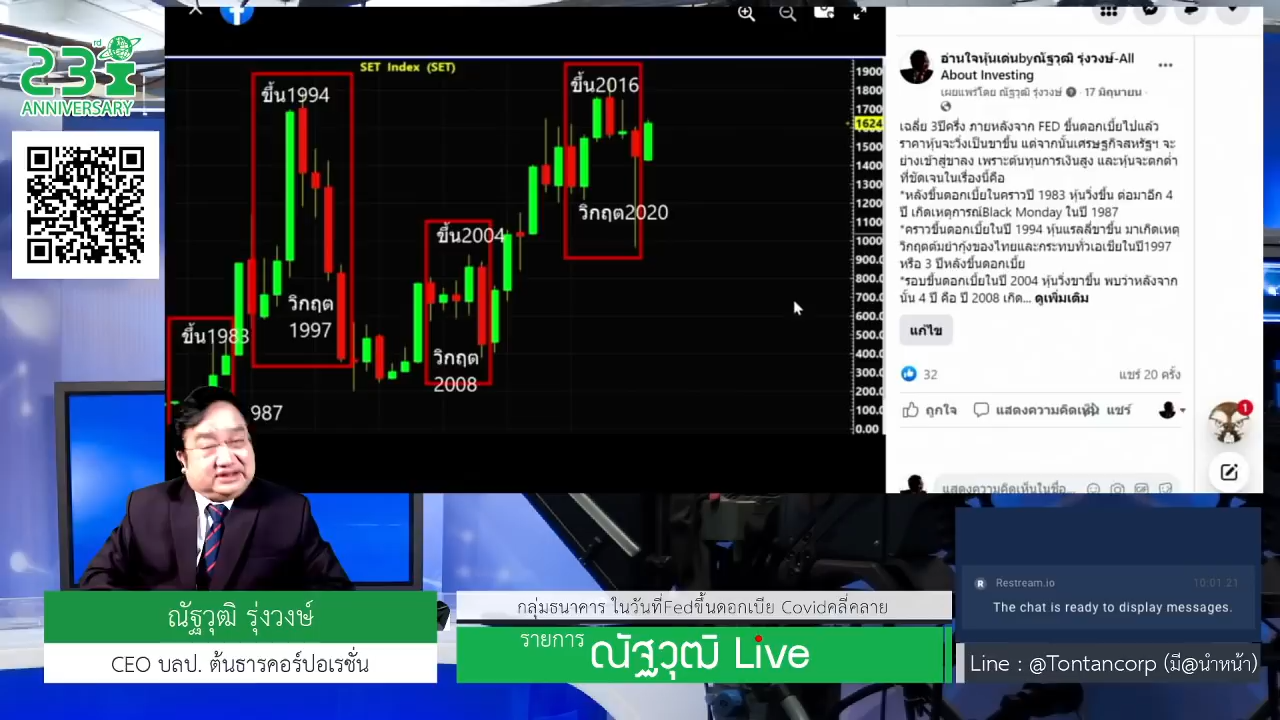 23rd
ANNIVERSARY
SET Index (SET)
ขึ้น1994
ขึ้น2016
ขึ้น2004
วิกฤต2020
วิกฤต
1997
ขึ้น1983
วิกฤต
2008
987
1900
1800
1700
1624
1500
1300
1200
1100
1000
900.0
800.0
700.0
600.0
500.0
400.0
300.0
200.0
100.0
0.00
อ่านใจหุ้นเด่นbyณัฐวุฒิ รุ่งวงษ์-All
About Investing
เผยแพร่โดย ณัฐวุฒิ รุ่งวงษ์ · 17 มิถุนายน ·
เฉลี่ย 3ปีครึ่ง ภายหลังจาก FED ขึ้นดอกเบี้ยไปแล้ว
ราคาหุ้นจะวิ่งเป็นขาขึ้น แต่จากนั้นเศรษฐกิจสหรัฐฯ จะ
ย่างเข้าสู่ขาลง เพราะต้นทุนการเงินสูง และหุ้นจะตกต่ำ
ที่ชัดเจนในเรื่องนี้คือ
*หลังขึ้นดอกเบี้ยในคราวปี 1983 หุ้นวิ่งขึ้น ต่อมาอีก 4
ปี เกิดเหตุการณ์Black Monday ในปี 1987
*คราวขึ้นดอกเบี้ยในปี 1994 หุ้นแรลลี่ขาขึ้น มาเกิดเหตุ
วิกฤตต้มยำกุ้งของไทยและกระทบทั่วเอเชียในปี1997
หรือ 3 ปีหลังขึ้นดอกเบี้ย
*รอบขึ้นดอกเบี้ยในปี 2004 หุ้นวิ่งขาขึ้น พบว่าหลังจาก
นั้น 4 ปี คือ ปี 2008 เกิด... ดูเพิ่มเติม
แก้ไข
32
แชร์ 20 ครั้ง
ถูกใจ
แสดงความคิดเห็น
แชร์
1
แสดงความคิดเห็นในชื่อ...
Restream.io
10:01:21
The chat is ready to display messages.
ณัฐวุฒิ รุ่งวงษ์
CEO บลป. ต้นธารคอร์ปอเรชั่น
กลุ่มธนาคาร ในวันที่Fedขึ้นดอกเบี้ย Covidคลี่คลาย
รายการ
ณัฐวุฒิ Live
Line : @Tontancorp (มี@นำหน้า)